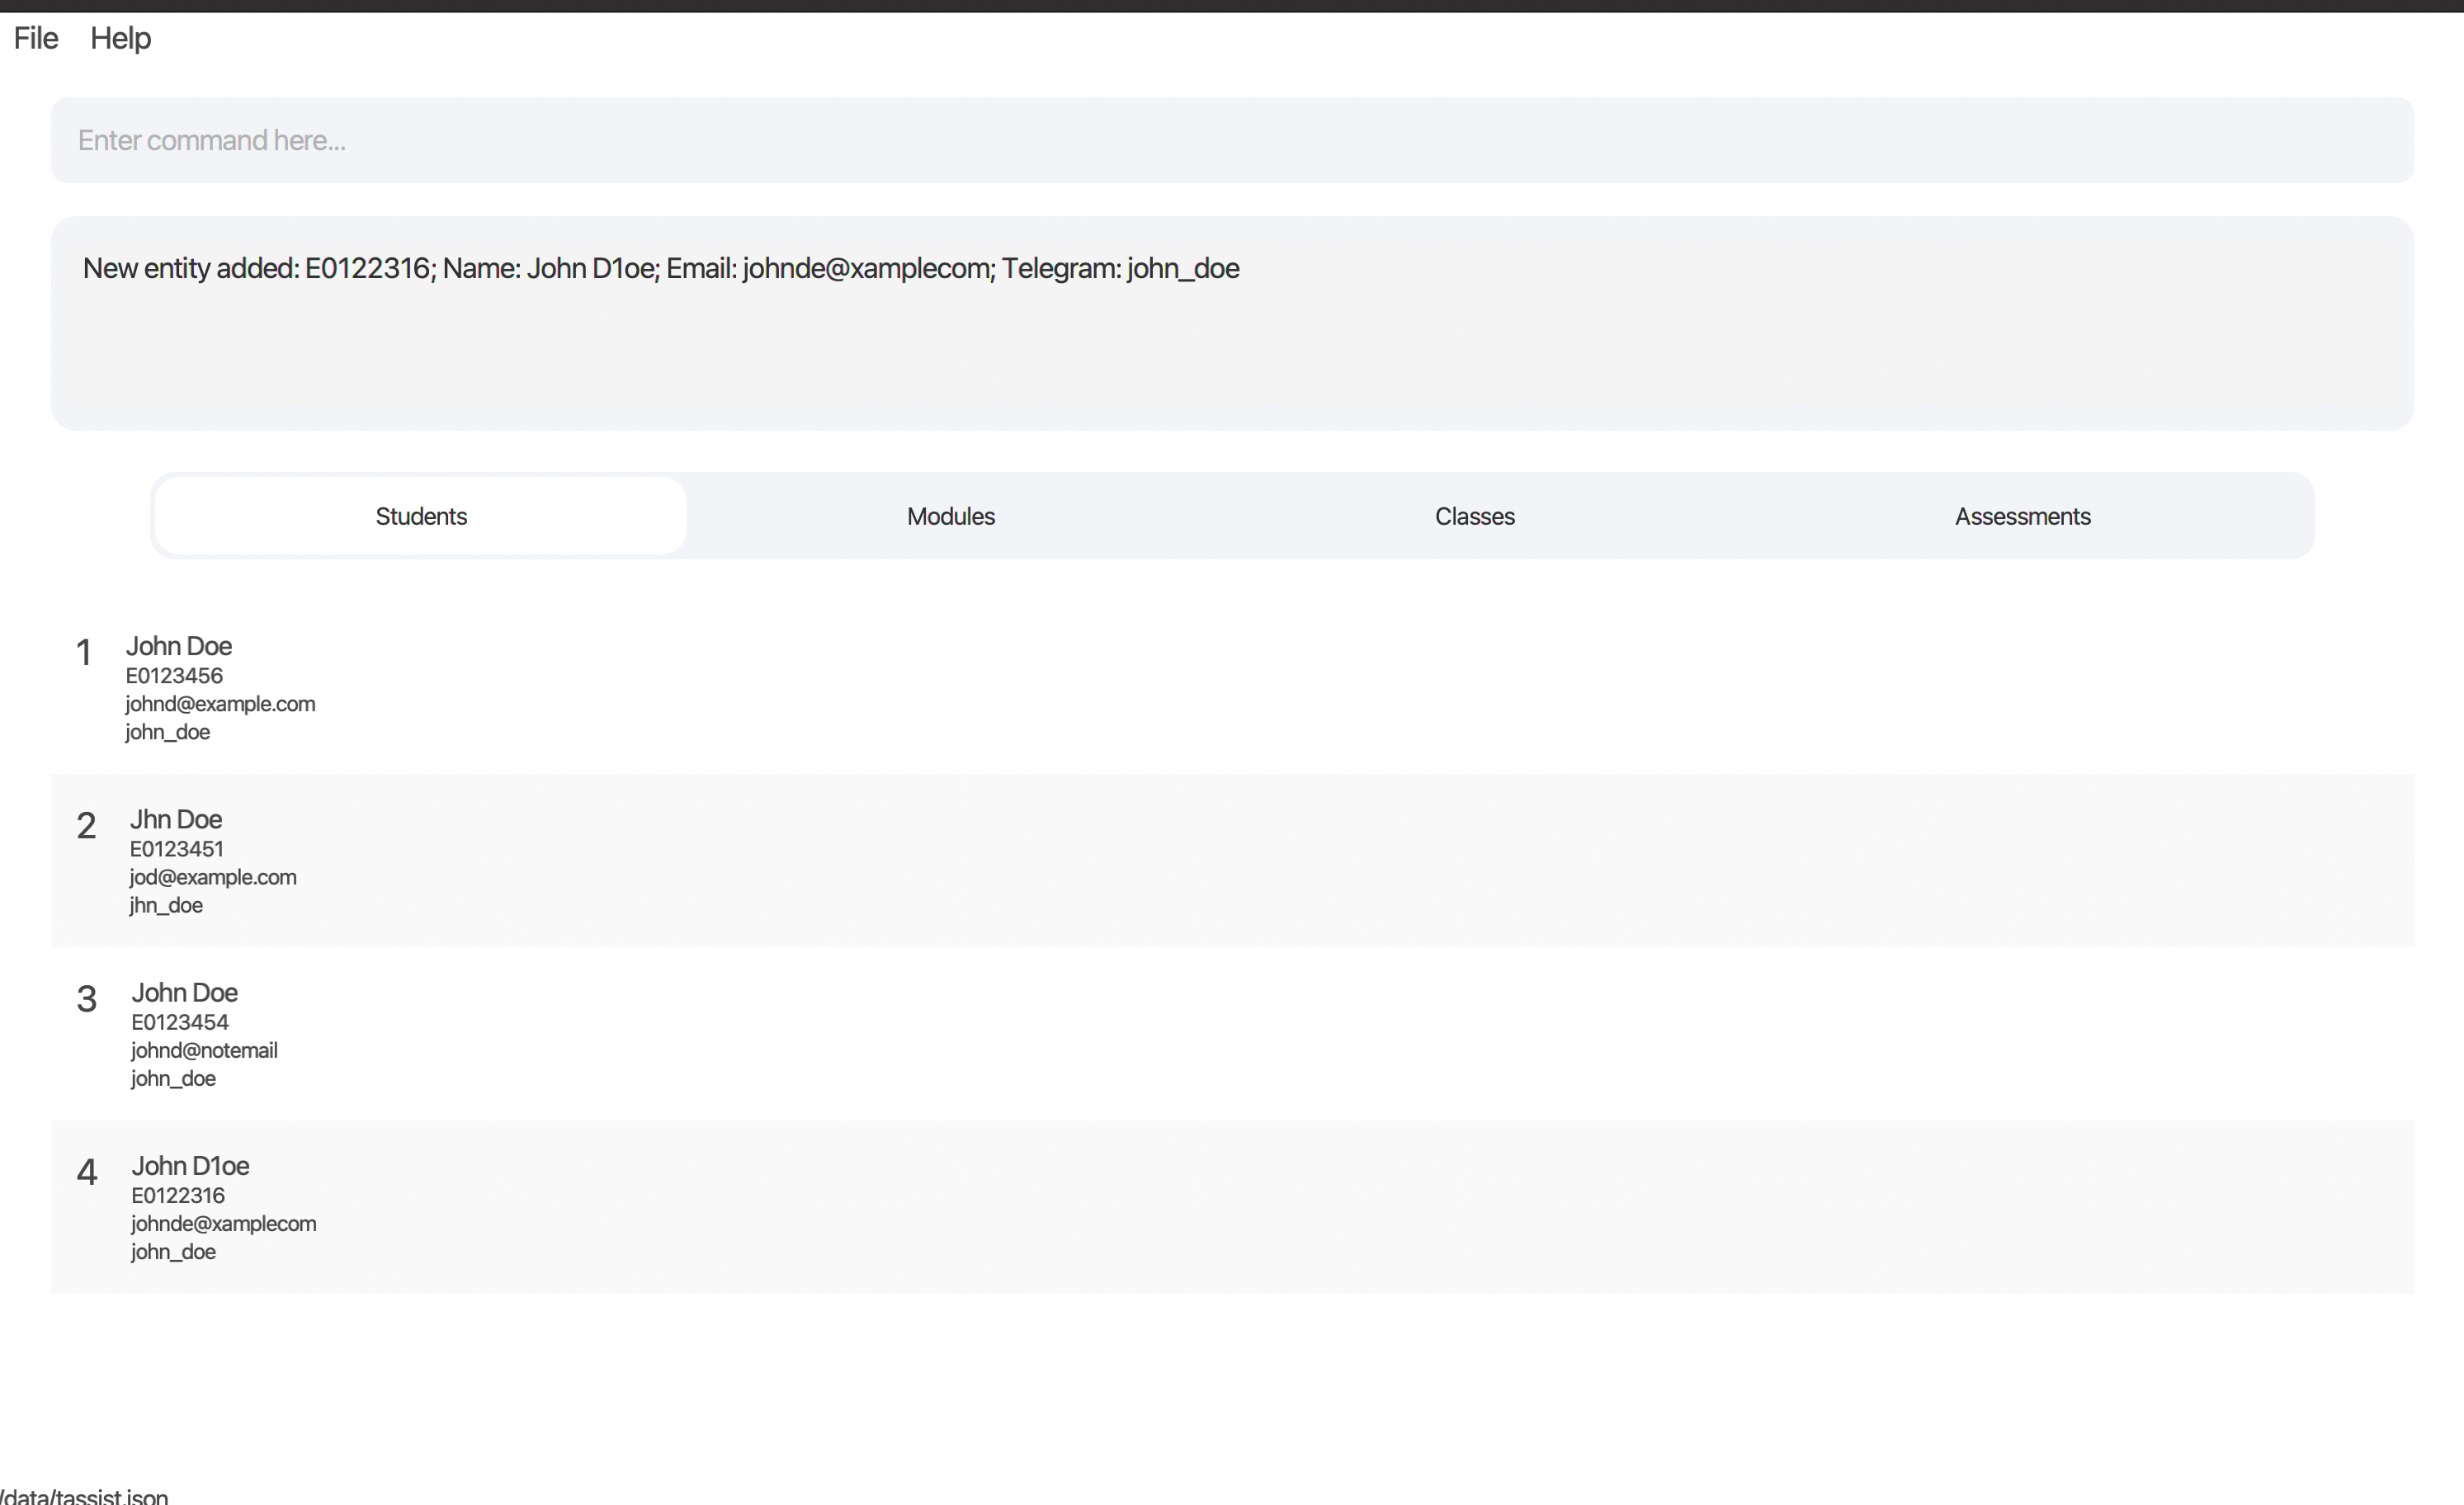 File Help
Enter command here...
New entity added: E0122316; Name: John D1oe; Email: johnde@xamplecom; Telegram: john_doe
Students Modules Classes Assessments
1 John Doe
E0123456
johnd@example.com
john_doe
2 Jhn Doe
E0123451
jod@example.com
jhn_doe
3 John Doe
E0123454
johnd@notemail
john_doe
4 John D1oe
E0122316
johnde@xamplecom
john_doe
/data/tassist.json